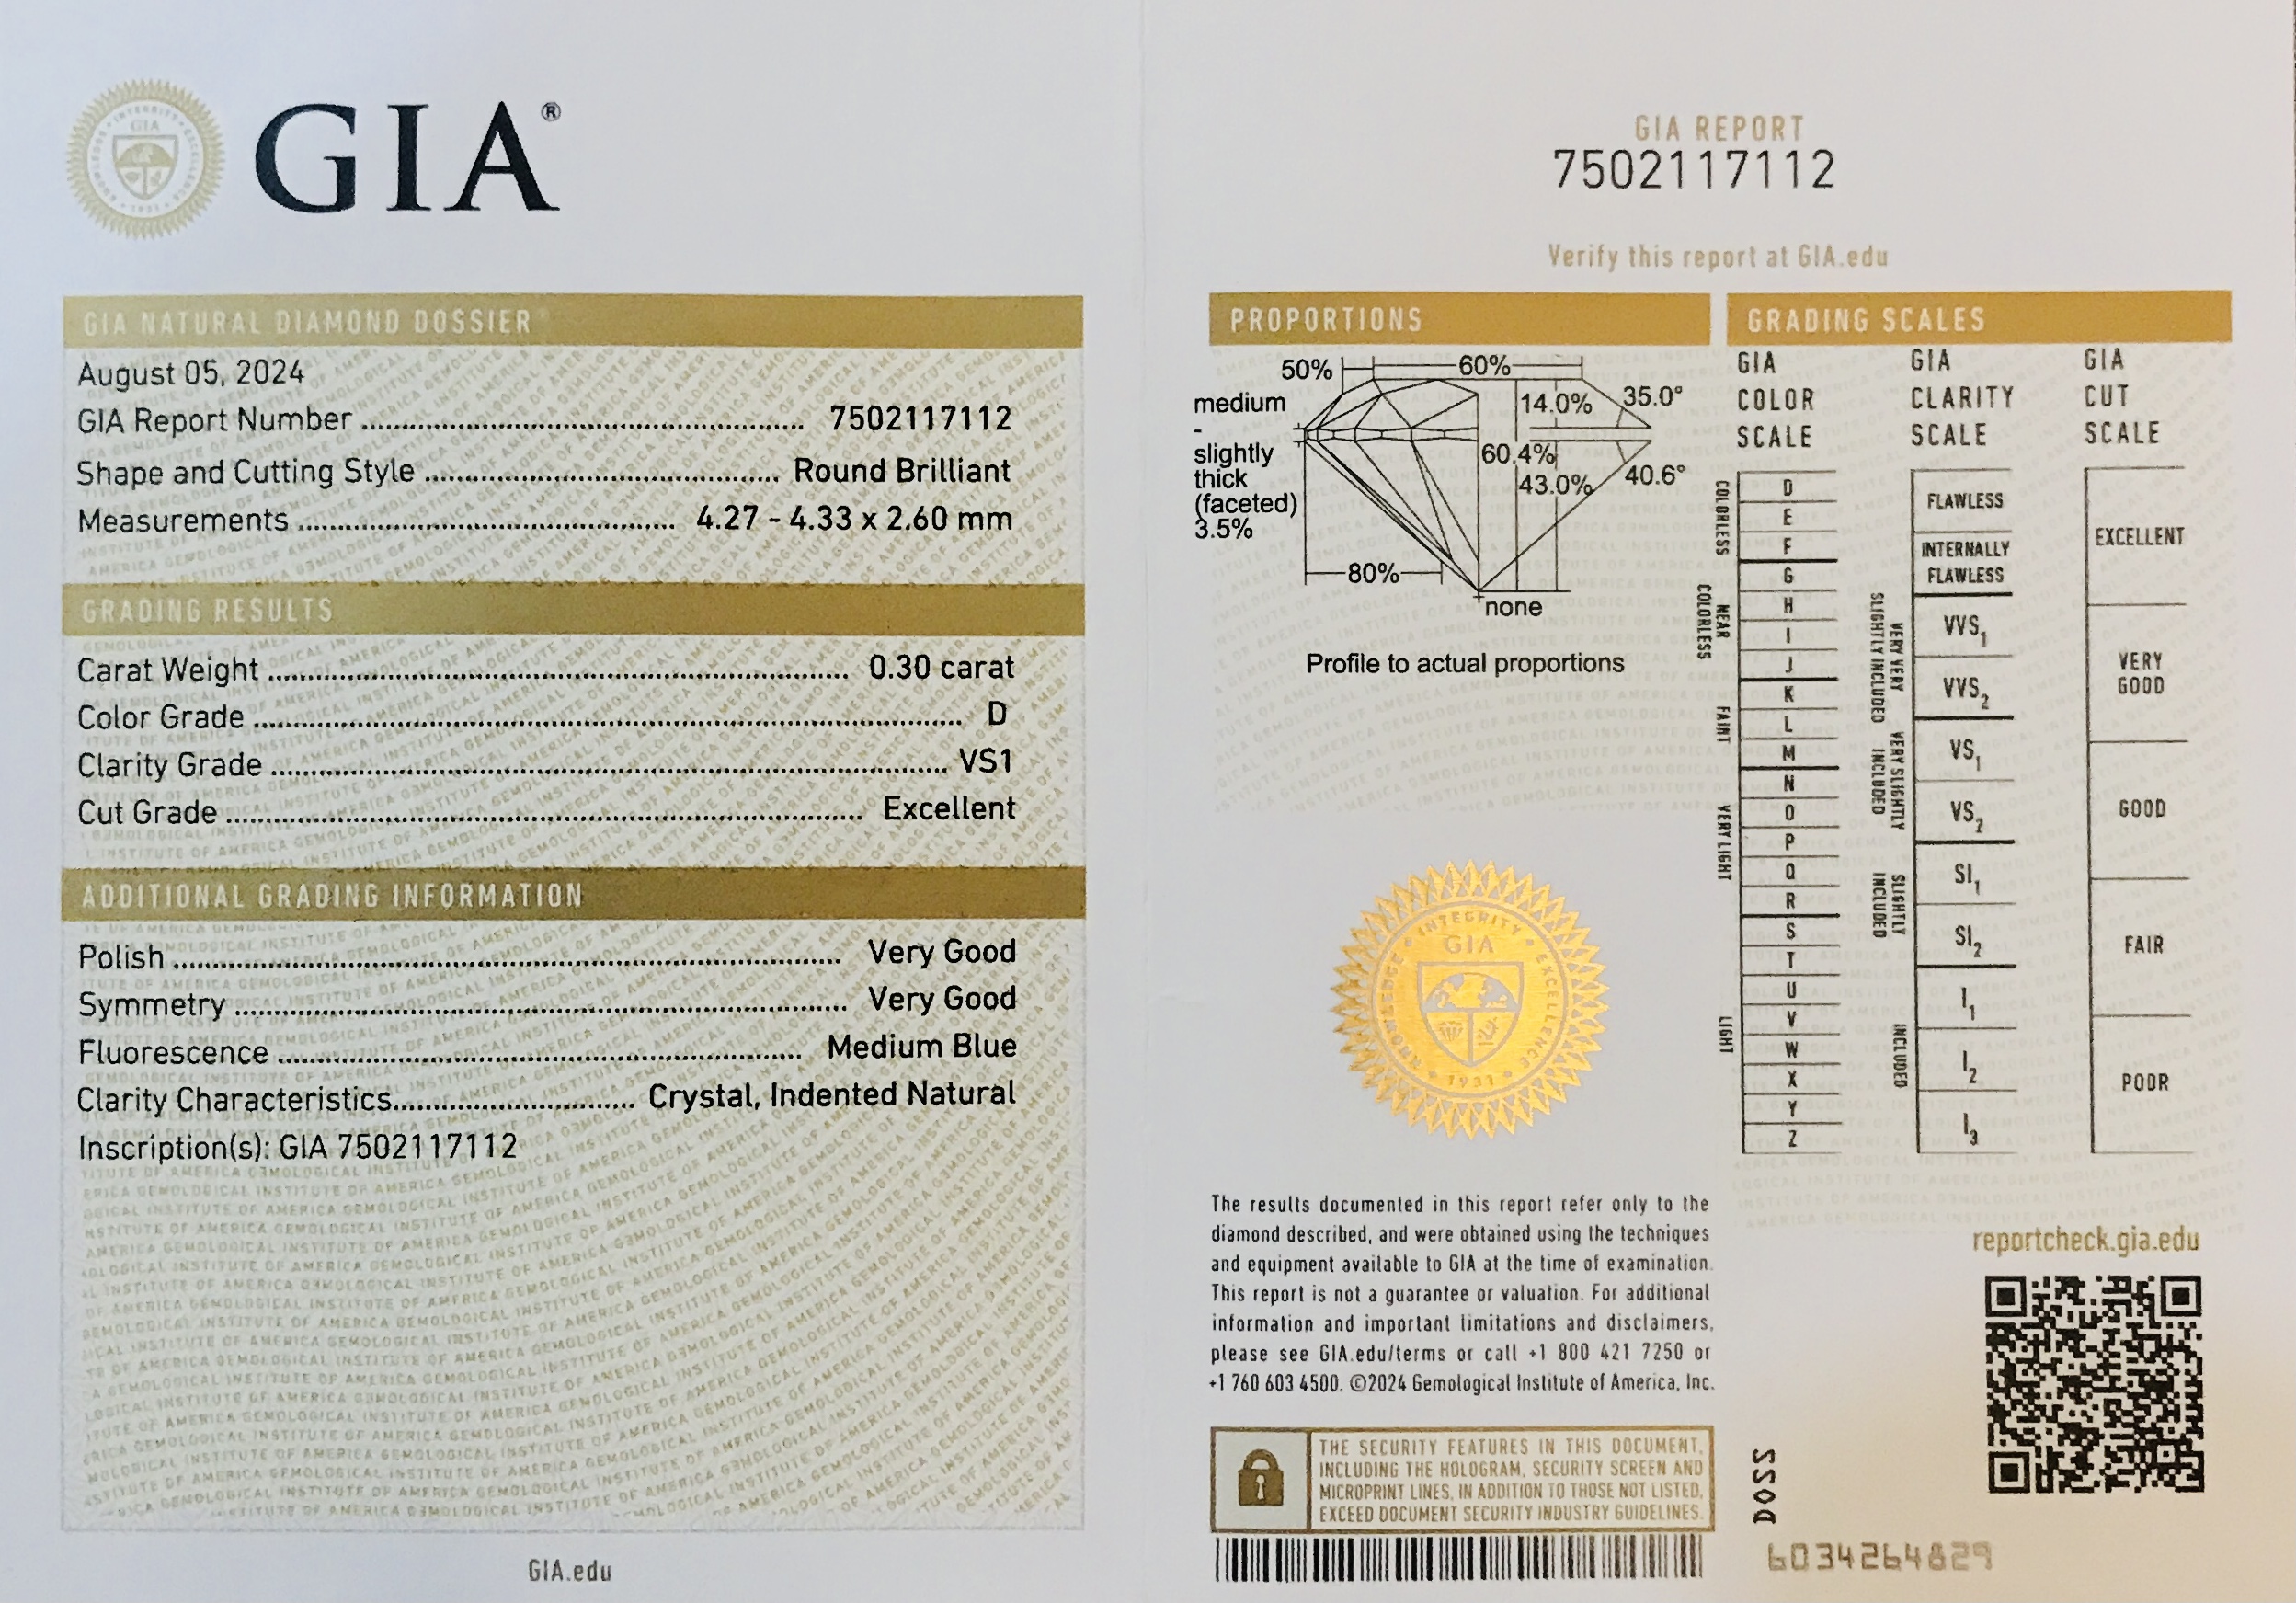 GIA®
GIA NATURAL DIAMOND DOSSIER
August 05, 2024
GIA Report Number 7502117112
Shape and Cutting Style Round Brilliant
Measurements 4.27 - 4.33 x 2.60 mm
GRADING RESULTS
Carat Weight 0.30 carat
Color Grade D
Clarity Grade VS1
Cut Grade Excellent
ADDITIONAL GRADING INFORMATION
Polish Very Good
Symmetry Very Good
Fluorescence Medium Blue
Clarity Characteristics Crystal, Indented Natural
Inscription(s): GIA 7502117112
GIA.edu
GIA REPORT
7502117112
Verify this report at GIA.edu
PROPORTIONS
50%
60%
medium
-
slightly
thick
(faceted)
3.5%
14.0%
35.0°
60.4%
43.0%
40.6°
80%
none
Profile to actual proportions
INTEGRITY
EXCELLENCE
KNOWLEDGE
GIA
1931
The results documented in this report refer only to the
diamond described, and were obtained using the techniques
and equipment available to GIA at the time of examination.
This report is not a guarantee or valuation. For additional
information and important limitations and disclaimers,
please see GIA.edu/terms or call +1 800 421 7250 or
+1 760 603 4500. ©2024 Gemological Institute of America, Inc.
THE SECURITY FEATURES IN THIS DOCUMENT,
INCLUDING THE HOLOGRAM, SECURITY SCREEN AND
MICROPRINT LINES, IN ADDITION TO THOSE NOT LISTED,
EXCEED DOCUMENT SECURITY INDUSTRY GUIDELINES.
GRADING SCALES
GIA
COLOR
SCALE
COLORLESS
D
E
F
NEAR
COLORLESS
G
H
I
J
FAINT
K
L
M
VERY LIGHT
N
O
P
Q
R
LIGHT
S
T
U
V
W
X
Y
Z
GIA
CLARITY
SCALE
FLAWLESS
INTERNALLY
FLAWLESS
VERY VERY
SLIGHTLY INCLUDED
VVS1
VVS2
VERY SLIGHTLY
INCLUDED
VS1
VS2
SLIGHTLY
INCLUDED
SI1
SI2
INCLUDED
I1
I2
I3
GIA
CUT
SCALE
EXCELLENT
VERY
GOOD
GOOD
FAIR
POOR
reportcheck.gia.edu
6034264829